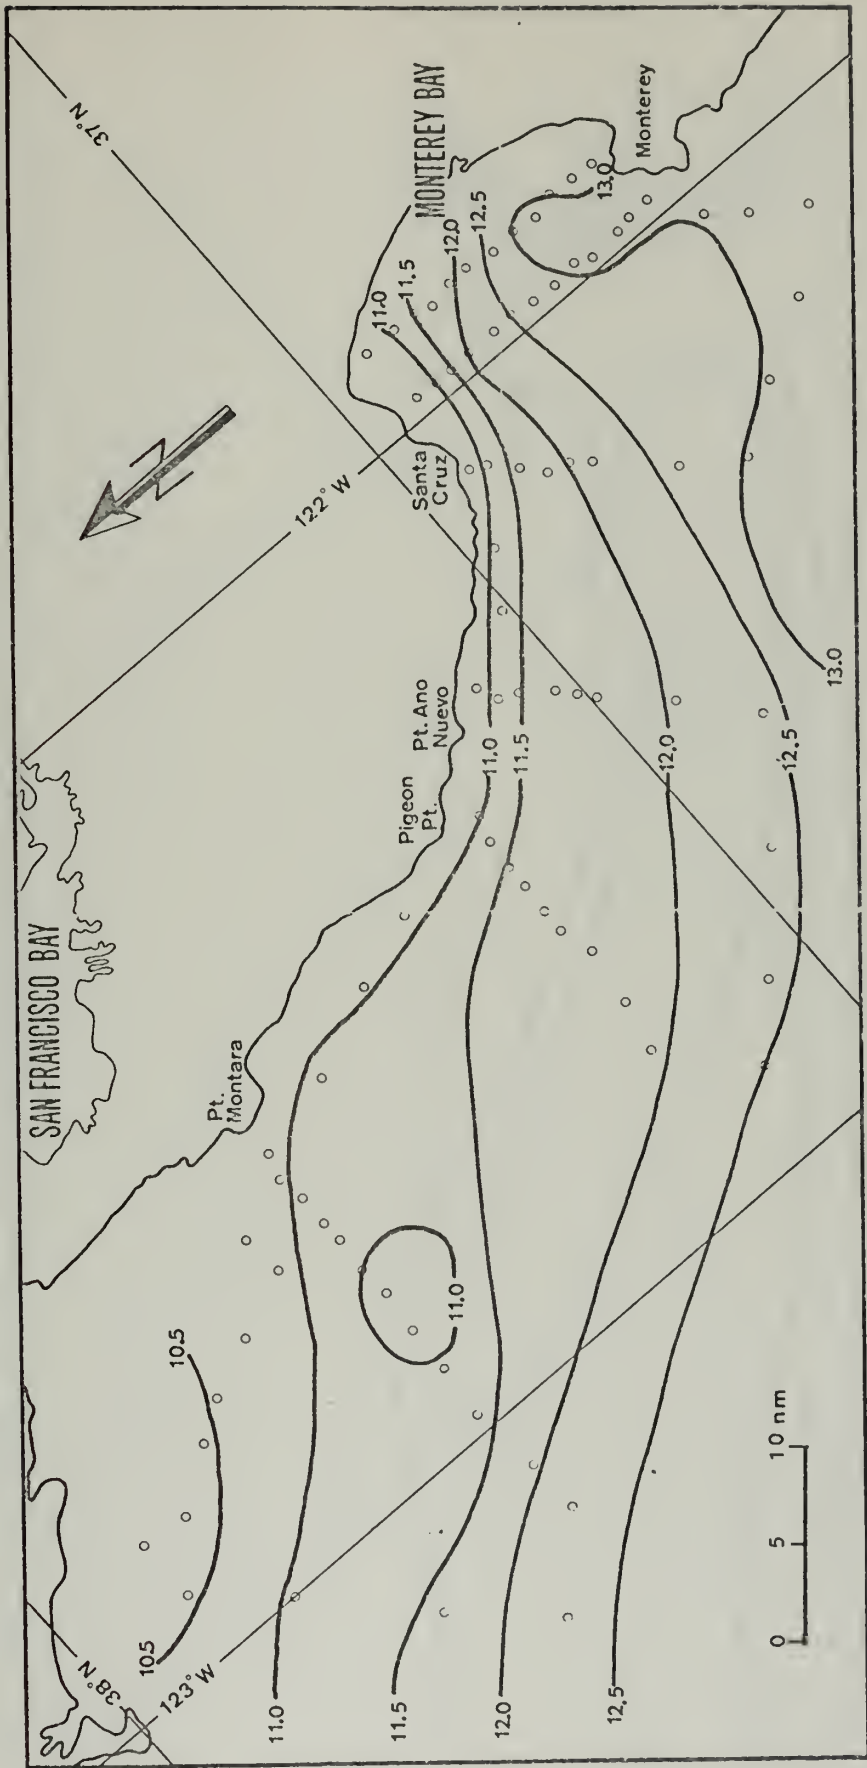 SAN FRANCISCO BAY
MONTEREY BAY
37°N
38°N
122° W
123° W
Pt.
Montara
Pigeon
Pt.
Pt. Ano
Nuevo
Santa
Cruz
Monterey
10.5
10.5
11.0
11.0
11.0
11.0
11.5
11.5
11.5
12.0
12.0
12.0
12.5
12.5
12.5
13.0
13.0
0 5 10 nm
N